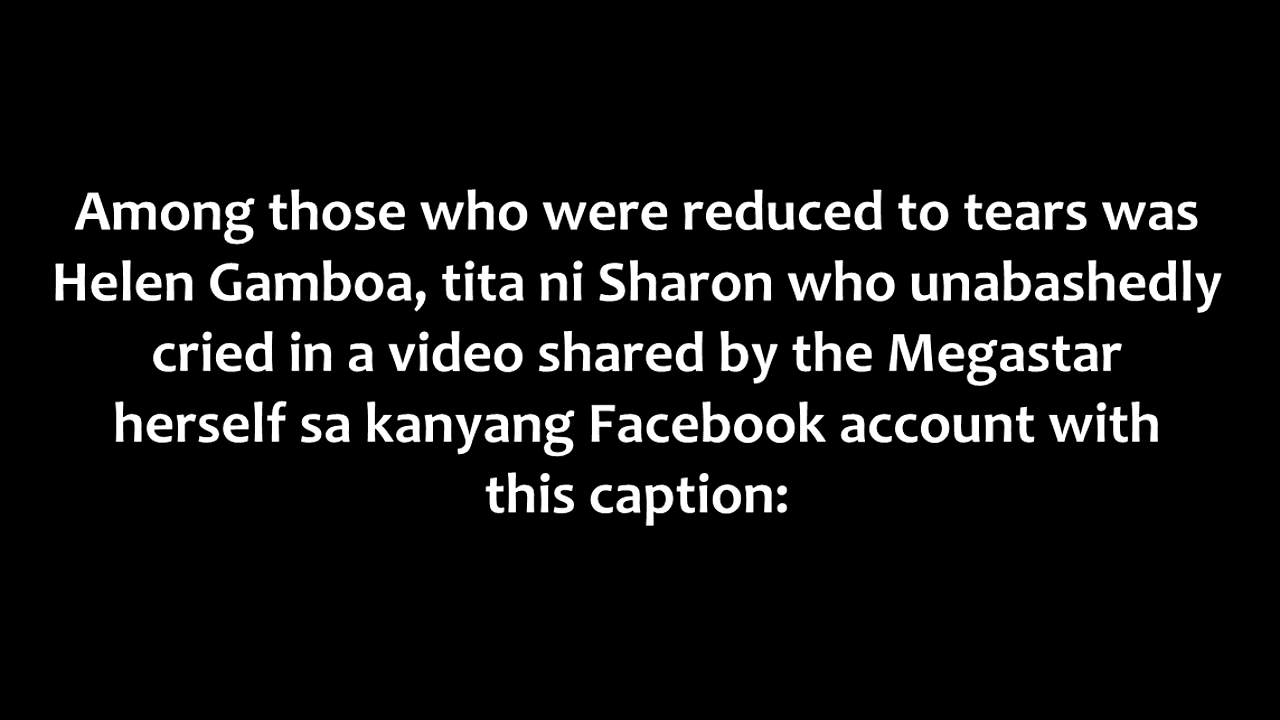 Among those who were reduced to tears was
Helen Gamboa, tita ni Sharon who unabashedly
cried in a video shared by the Megastar
herself sa kanyang Facebook account with
this caption: